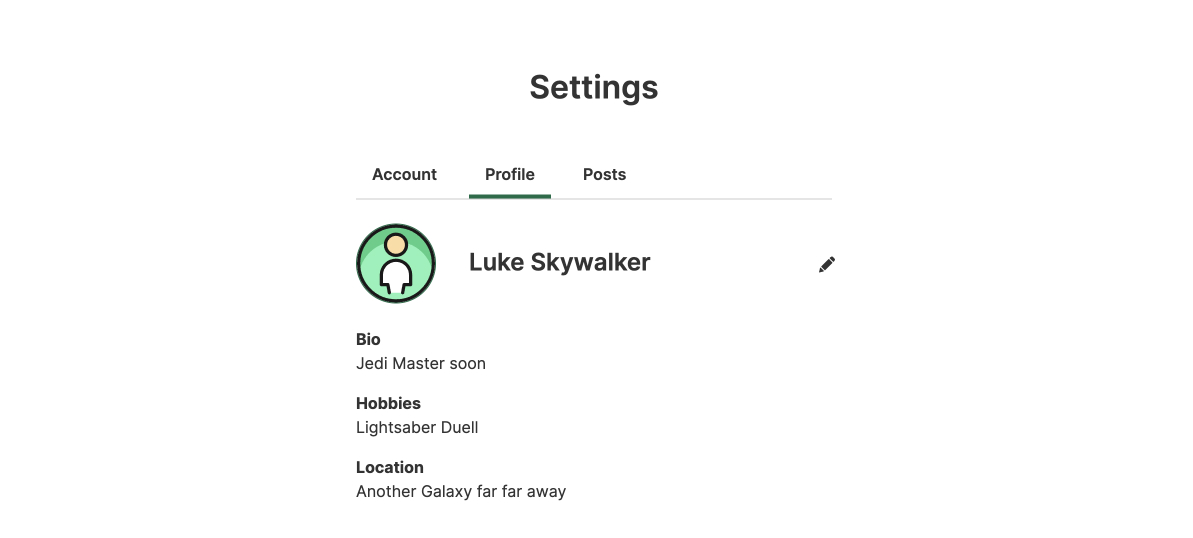 Settings
Account Profile Posts
Luke Skywalker
Bio
Jedi Master soon
Hobbies
Lightsaber Duell
Location
Another Galaxy far far away